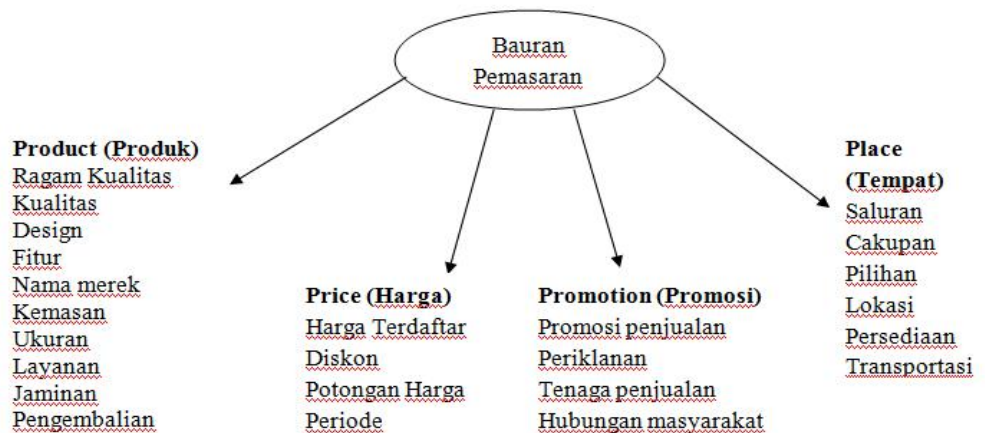 Bauran
Pemasaran
Product (Produk)
Ragam Kualitas
Kualitas
Design
Fitur
Nama merek
Kemasan
Ukuran
Layanan
Jaminan
Pengembalian
Price (Harga)
Harga Terdaftar
Diskon
Potongan Harga
Periode
Promotion (Promosi)
Promosi penjualan
Periklanan
Tenaga penjualan
Hubungan masyarakat
Place
(Tempat)
Saluran
Cakupan
Pilihan
Lokasi
Persediaan
Transportasi